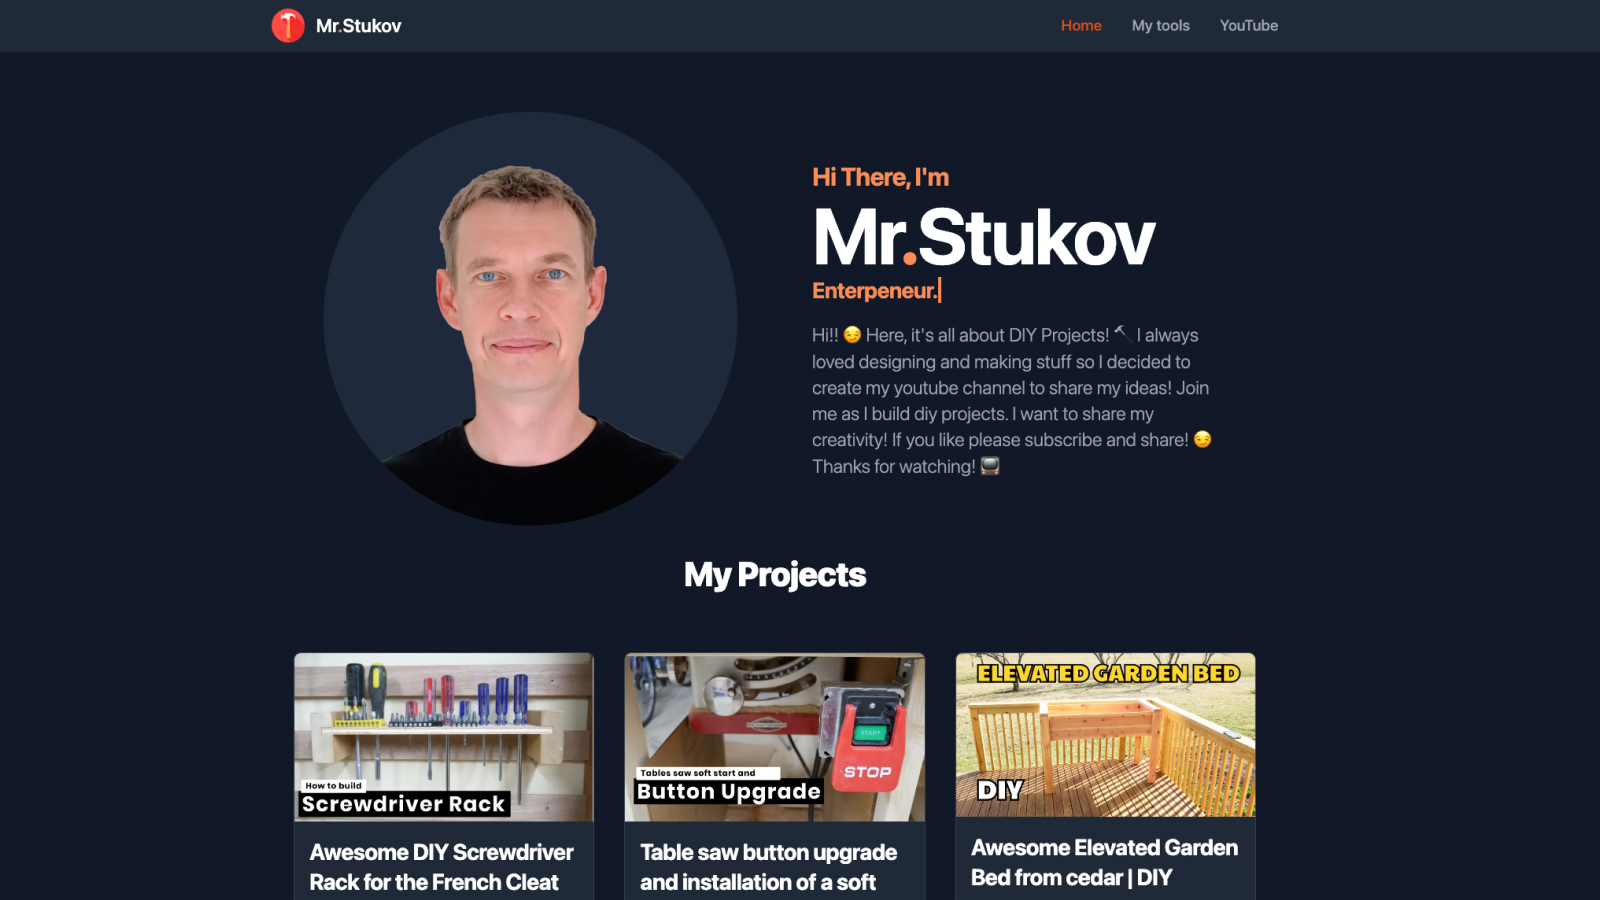 Mr.Stukov
Home
My tools
YouTube
Hi There, I'm
Mr.Stukov
Enterpeneur.
Hi!! 😏 Here, it's all about DIY Projects! 🔨 I always
loved designing and making stuff so I decided to
create my youtube channel to share my ideas! Join
me as I build diy projects. I want to share my
creativity! If you like please subscribe and share! 😏
Thanks for watching! 📺
My Projects
How to build
Screwdriver Rack
Awesome DIY Screwdriver
Rack for the French Cleat
START
STOP
Tables saw soft start and
Button Upgrade
Table saw button upgrade
and installation of a soft
ELEVATED GARDEN BED
DIY
Awesome Elevated Garden
Bed from cedar | DIY